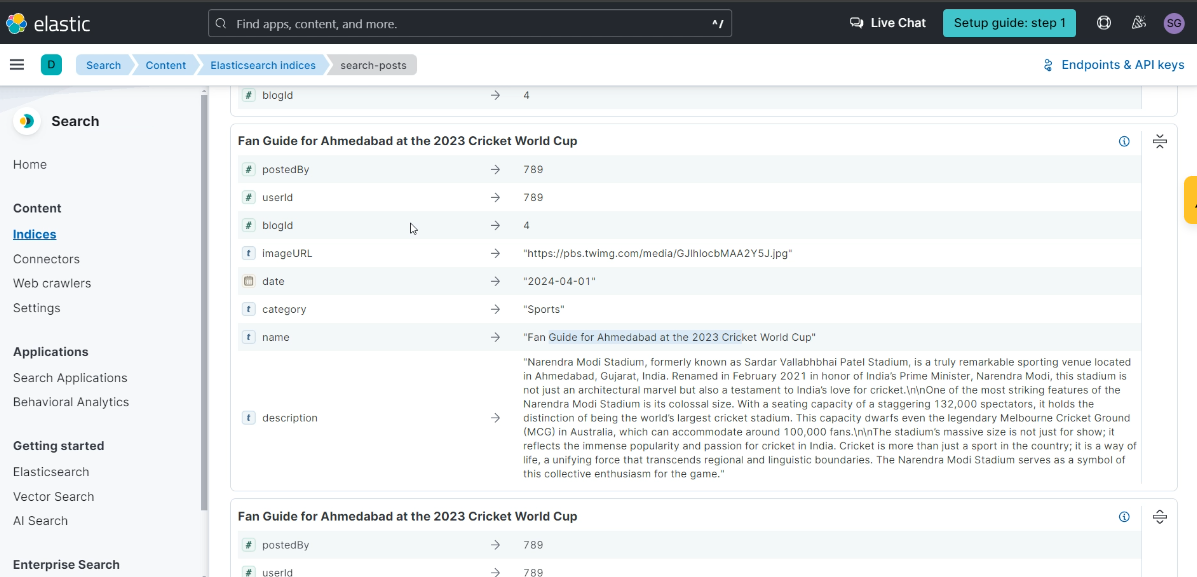 elastic
Find apps, content, and more.
^/
Live Chat
Setup guide: step 1
SG
D
Search
Content
Elasticsearch indices
search-posts
Endpoints & API keys
Search
Home
Content
Indices
Connectors
Web crawlers
Settings
Applications
Search Applications
Behavioral Analytics
Getting started
Elasticsearch
Vector Search
AI Search
Enterprise Search
# blogId → 4
Fan Guide for Ahmedabad at the 2023 Cricket World Cup
# postedBy → 789
# userId → 789
# blogId → 4
t imageURL → "https://pbs.twimg.com/media/GJIhlocbMAA2Y5J.jpg"
date → "2024-04-01"
t category → "Sports"
t name → "Fan Guide for Ahmedabad at the 2023 Cricket World Cup"
t description →
"Narendra Modi Stadium, formerly known as Sardar Vallabhbhai Patel Stadium, is a truly remarkable sporting venue located
in Ahmedabad, Gujarat, India. Renamed in February 2021 in honor of India's Prime Minister, Narendra Modi, this stadium is
not just an architectural marvel but also a testament to India's love for cricket.\n\nOne of the most striking features of the
Narendra Modi Stadium is its colossal size. With a seating capacity of a staggering 132,000 spectators, it holds the
distinction of being the world's largest cricket stadium. This capacity dwarfs even the legendary Melbourne Cricket Ground
(MCG) in Australia, which can accommodate around 100,000 fans.\n\nThe stadium's massive size is not just for show; it
reflects the immense popularity and passion for cricket in India. Cricket is more than just a sport in the country; it is a way of
life, a unifying force that transcends regional and linguistic boundaries. The Narendra Modi Stadium serves as a symbol of
this collective enthusiasm for the game."
Fan Guide for Ahmedabad at the 2023 Cricket World Cup
# postedBy → 789
# userId → 789